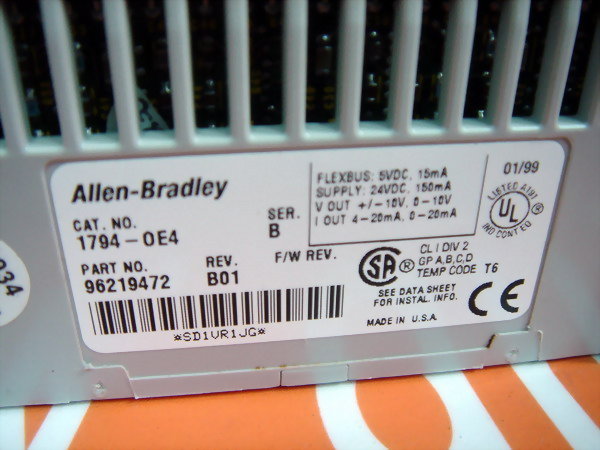 Allen-Bradley
CAT. NO.
1794-OE4
SER.
B
PART NO.
96219472
REV.
B01
F/W REV.
*SD1VR1JG*
FLEXBUS: 5VDC, 15mA
SUPPLY: 24VDC, 150mA
V OUT +/-10V, 0-10V
I OUT 4-20mA, 0-20mA
01/99
LISTED A191
UL
®
IND CONT EQ
SA ®
CL I DIV 2
GP A,B,C,D
TEMP CODE T6
SEE DATA SHEET
FOR INSTAL. INFO.
CE
MADE IN U.S.A.